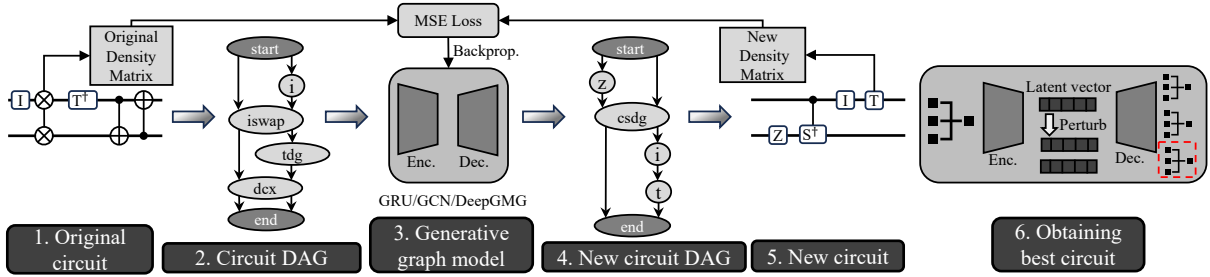 Original
Density
Matrix
MSE Loss
Backprop.
New
Density
Matrix
I
T†
start
i
iswap
tdg
dcx
end
Enc.
Dec.
GRU/GCN/DeepGMG
start
z
csdg
i
t
end
I
T
Z
S†
Latent vector
Perturb
Enc.
Dec.
1. Original
circuit
2. Circuit DAG
3. Generative
graph model
4. New circuit DAG
5. New circuit
6. Obtaining
best circuit